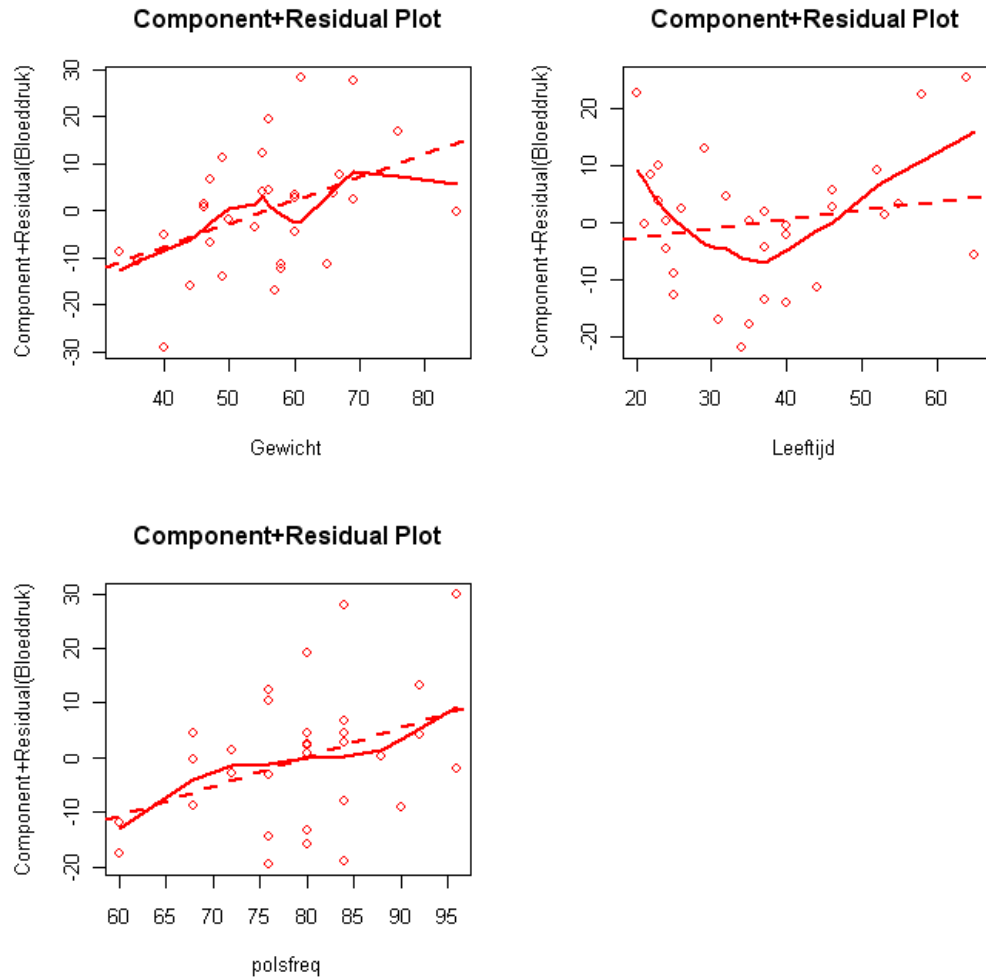 Component+Residual Plot
Component+Residual(Bloeddruk)
30
20
10
0
-10
-20
-30
40 50 60 70 80
Gewicht
Component+Residual Plot
Component+Residual(Bloeddruk)
20
10
0
-10
-20
20 30 40 50 60
Leeftijd
Component+Residual Plot
Component+Residual(Bloeddruk)
30
20
10
0
-10
-20
60 65 70 75 80 85 90 95
polsfreq